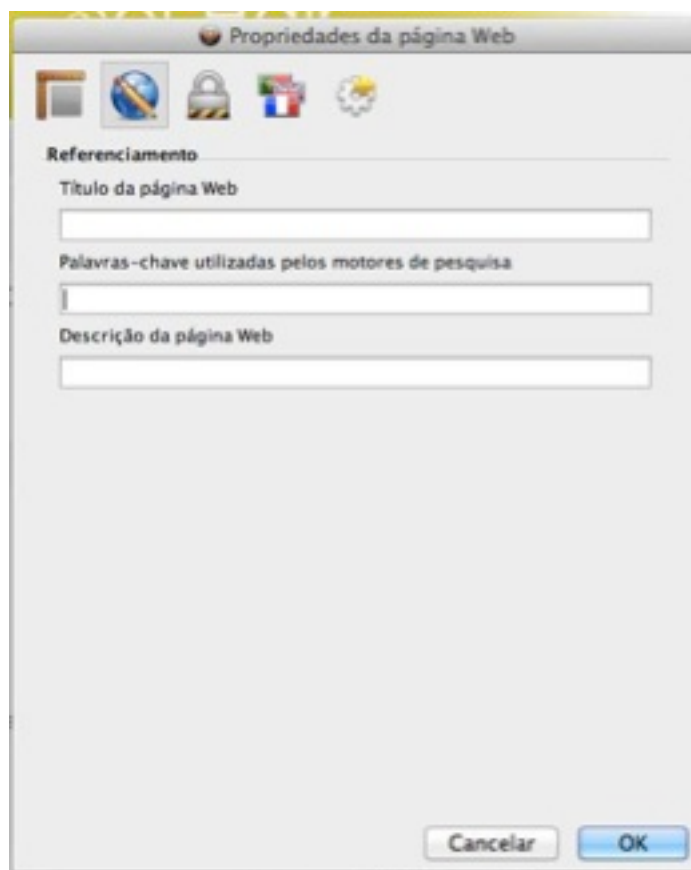 Propriedades da página Web
Referenciamento
Título da página Web
Palavras-chave utilizadas pelos motores de pesquisa
Descrição da página Web
Cancelar
OK